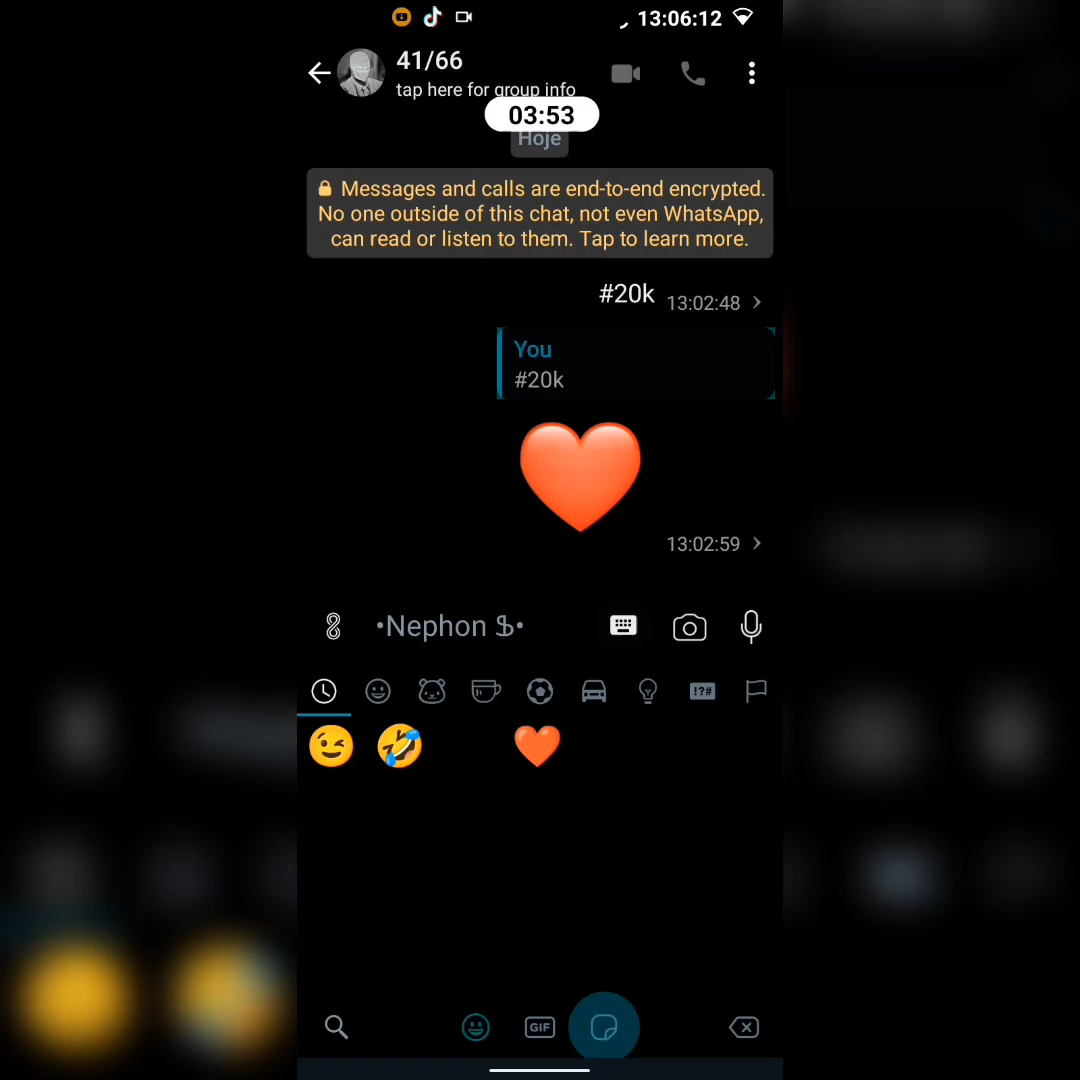 13:06:12
41/66
tap here for group info
03:53
Hoje
Messages and calls are end-to-end encrypted.
No one outside of this chat, not even WhatsApp,
can read or listen to them. Tap to learn more.
#20k 13:02:48
You
#20k
13:02:59
•Nephon Ֆ•
!?#
GIF